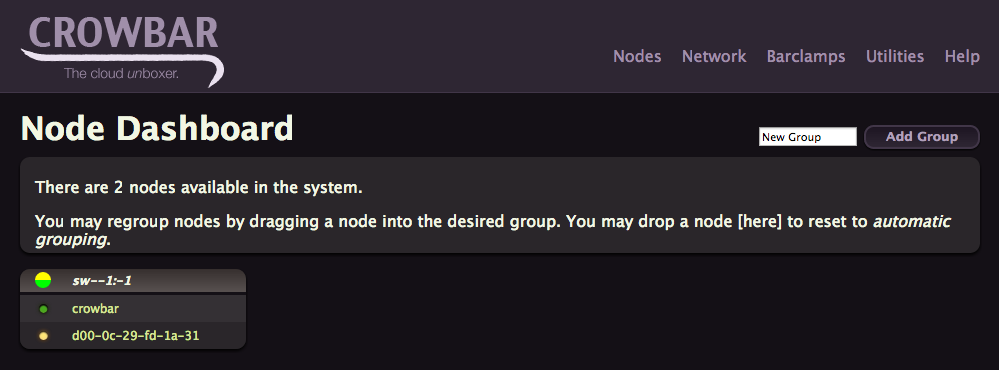 CROWBAR
The cloud unboxer.
Nodes Network Barclamps Utilities Help
Node Dashboard
New Group Add Group
There are 2 nodes available in the system.
You may regroup nodes by dragging a node into the desired group. You may drop a node [here] to reset to automatic
grouping.
sw--1:-1
crowbar
d00-0c-29-fd-1a-31